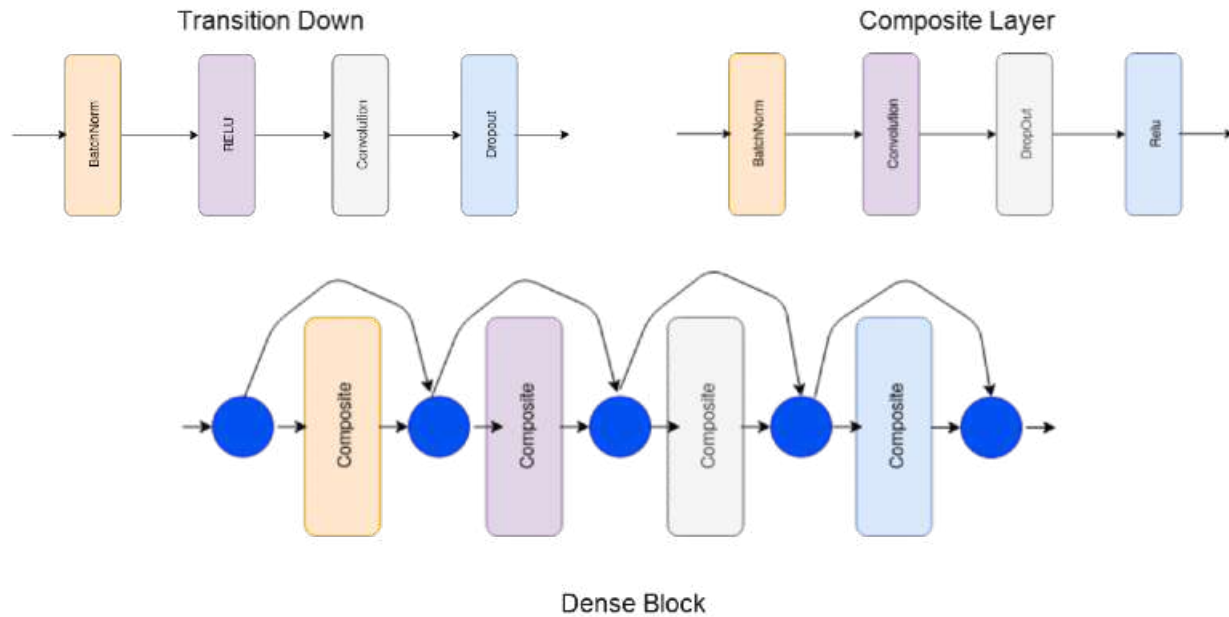 Transition Down
Composite Layer
BatchNorm
RELU
Convolution
Dropout
BatchNorm
Convolution
DropOut
Relu
Composite
Composite
Composite
Composite
Dense Block